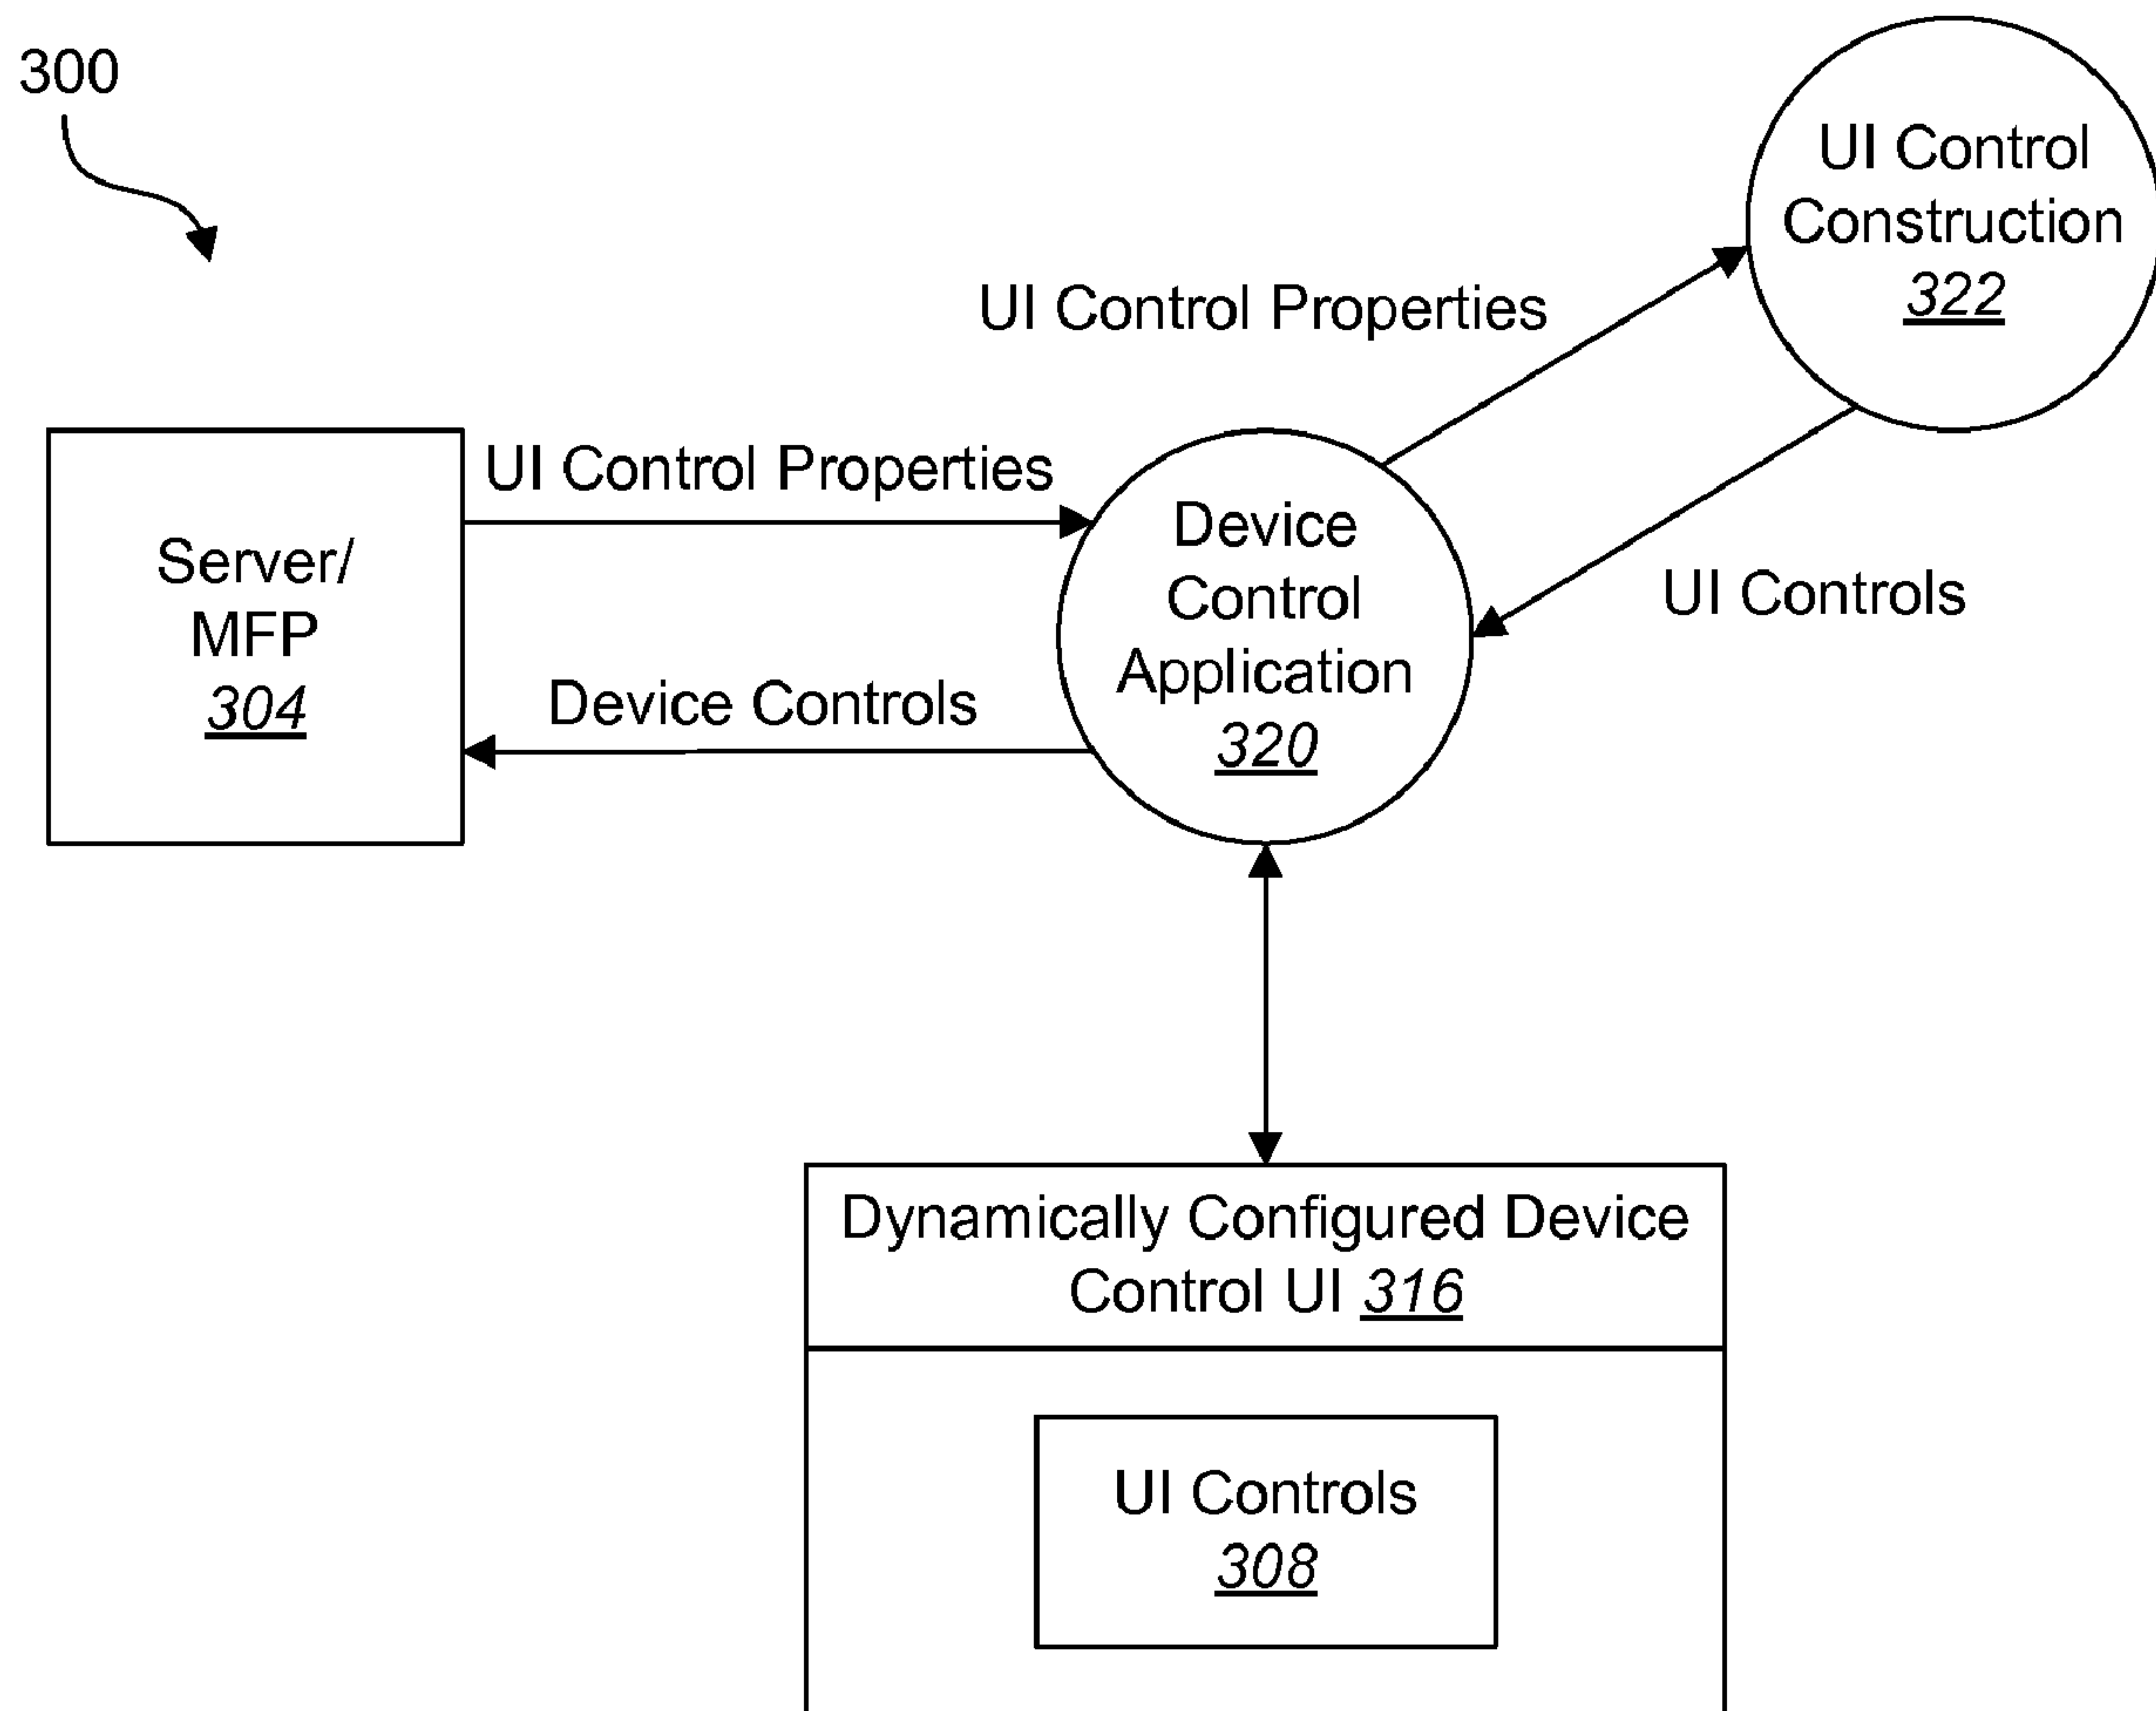 300
UI Control
Construction
322
UI Control Properties
UI Control Properties
Server/
MFP
304
Device
Control
Application
320
UI Controls
Device Controls
Dynamically Configured Device
Control UI 316
UI Controls
308